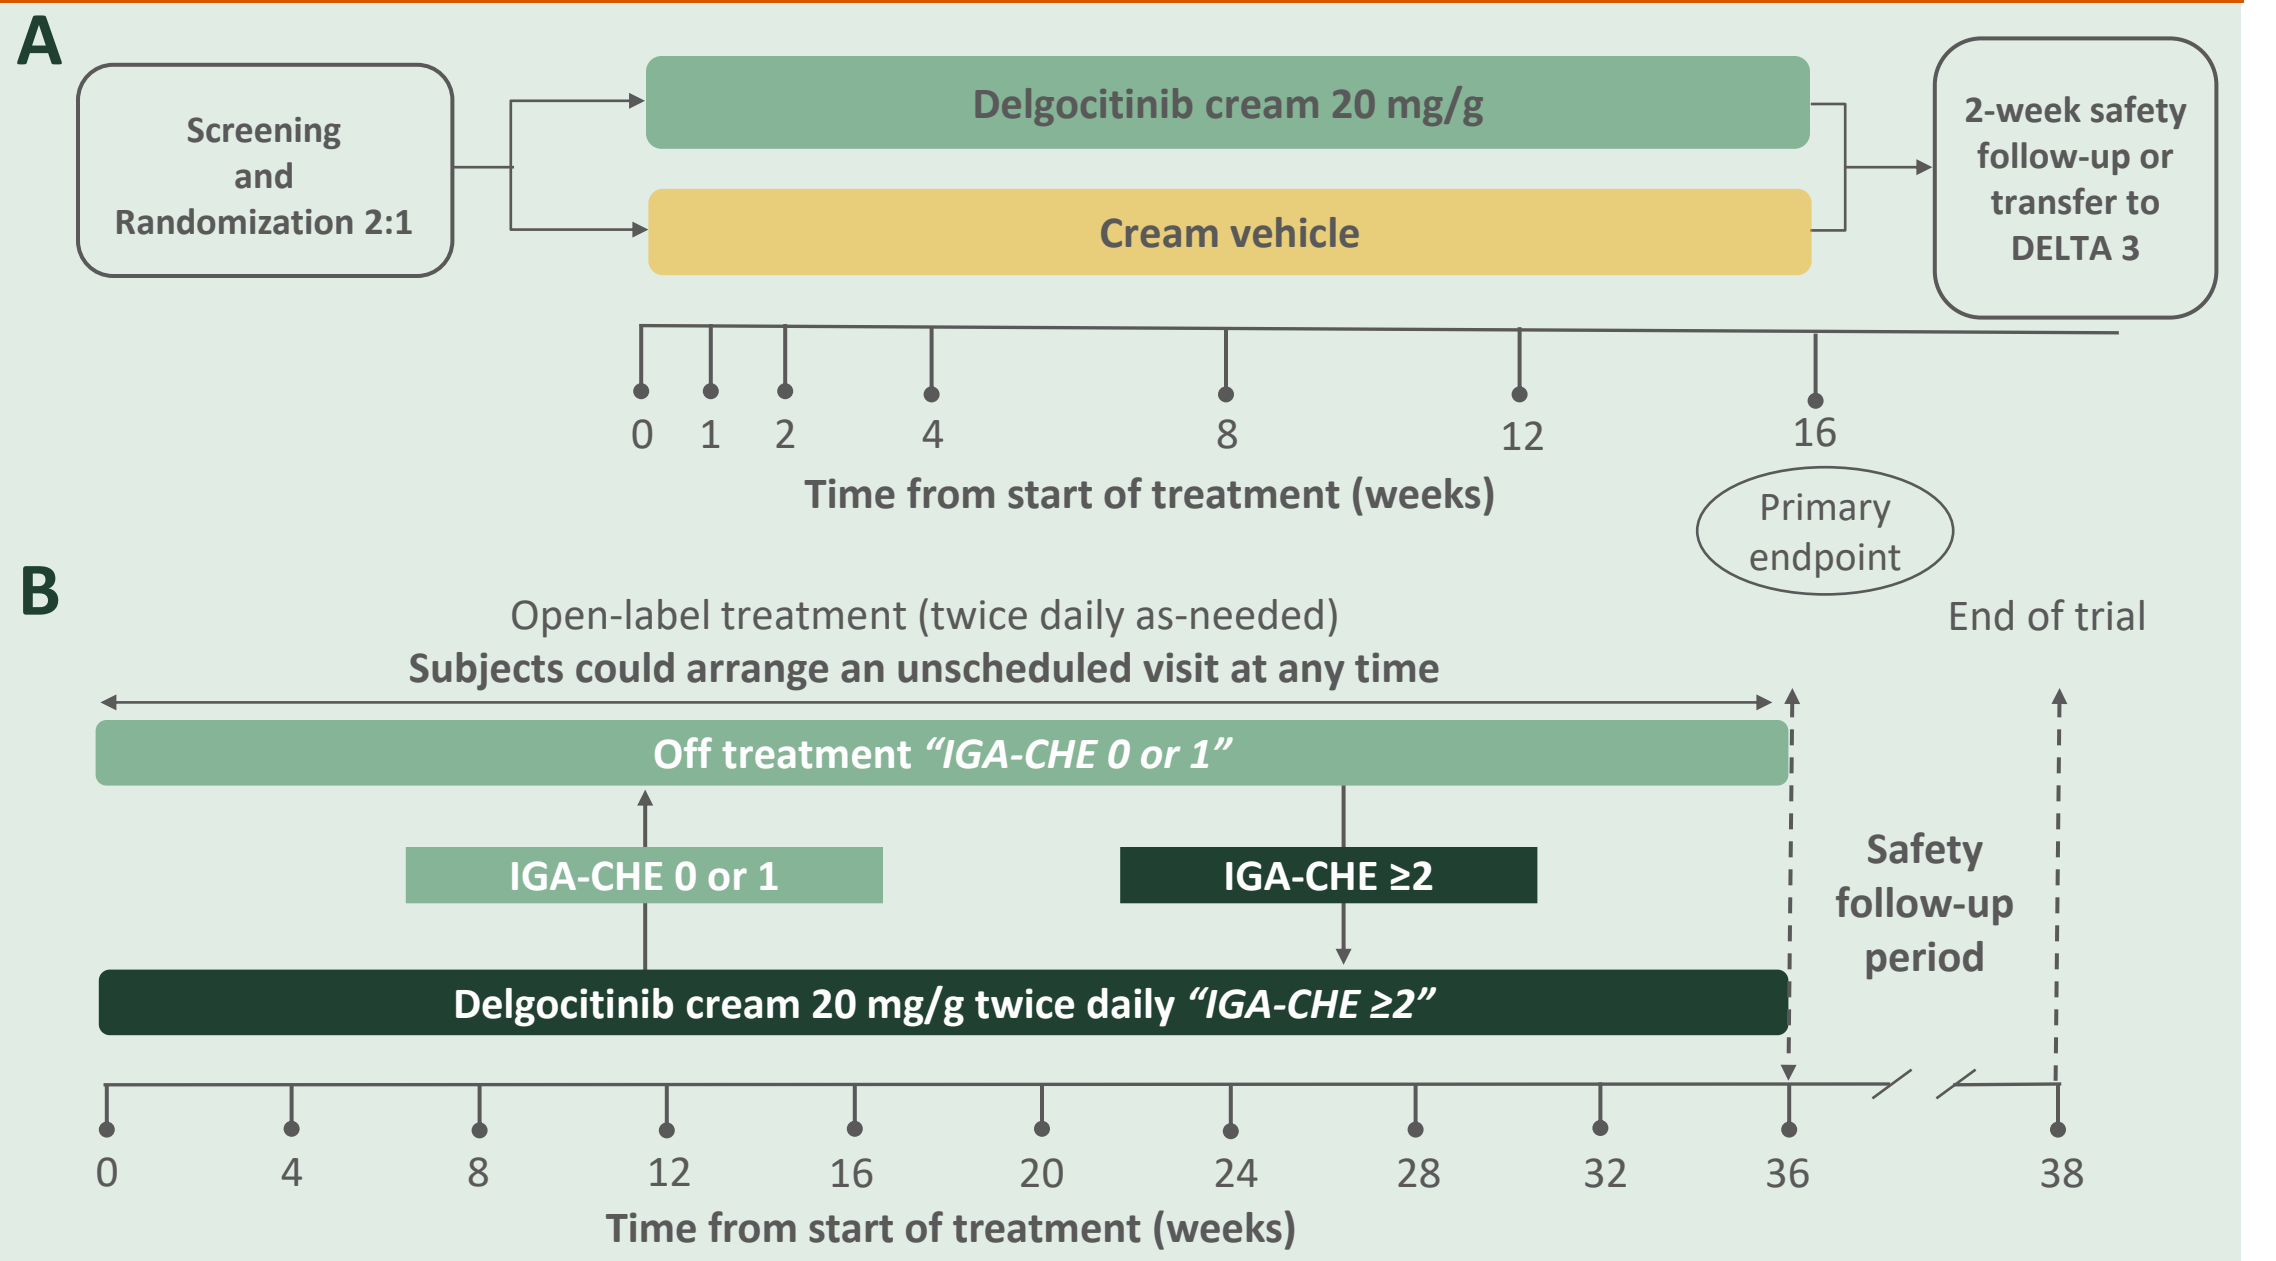 A
Screening
and
Randomization 2:1
Delgocitinib cream 20 mg/g
Cream vehicle
2-week safety
follow-up or
transfer to
DELTA 3
0 1 2 4 8 12 16
Time from start of treatment (weeks)
Primary
endpoint
B
Open-label treatment (twice daily as-needed)
Subjects could arrange an unscheduled visit at any time
End of trial
Off treatment “IGA-CHE 0 or 1”
IGA-CHE 0 or 1
IGA-CHE ≥2
Safety
follow-up
period
Delgocitinib cream 20 mg/g twice daily “IGA-CHE ≥2”
0 4 8 12 16 20 24 28 32 36 38
Time from start of treatment (weeks)